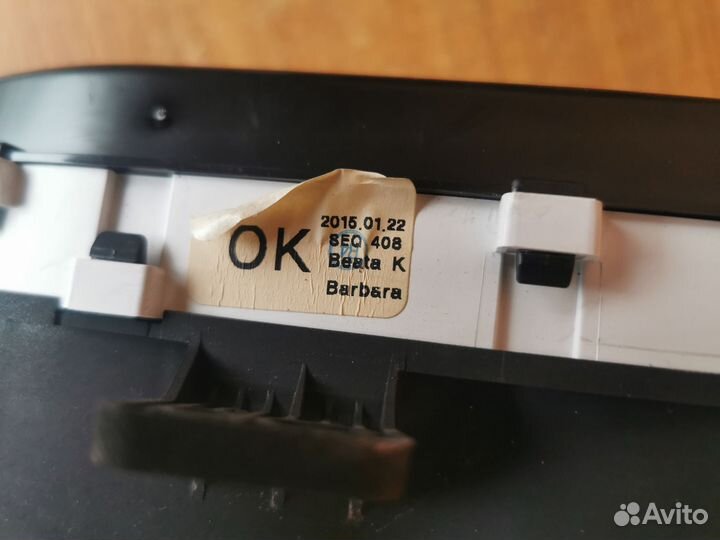 OK
2015.01.22
SEQ 408
Beata K
Barbara
Avito